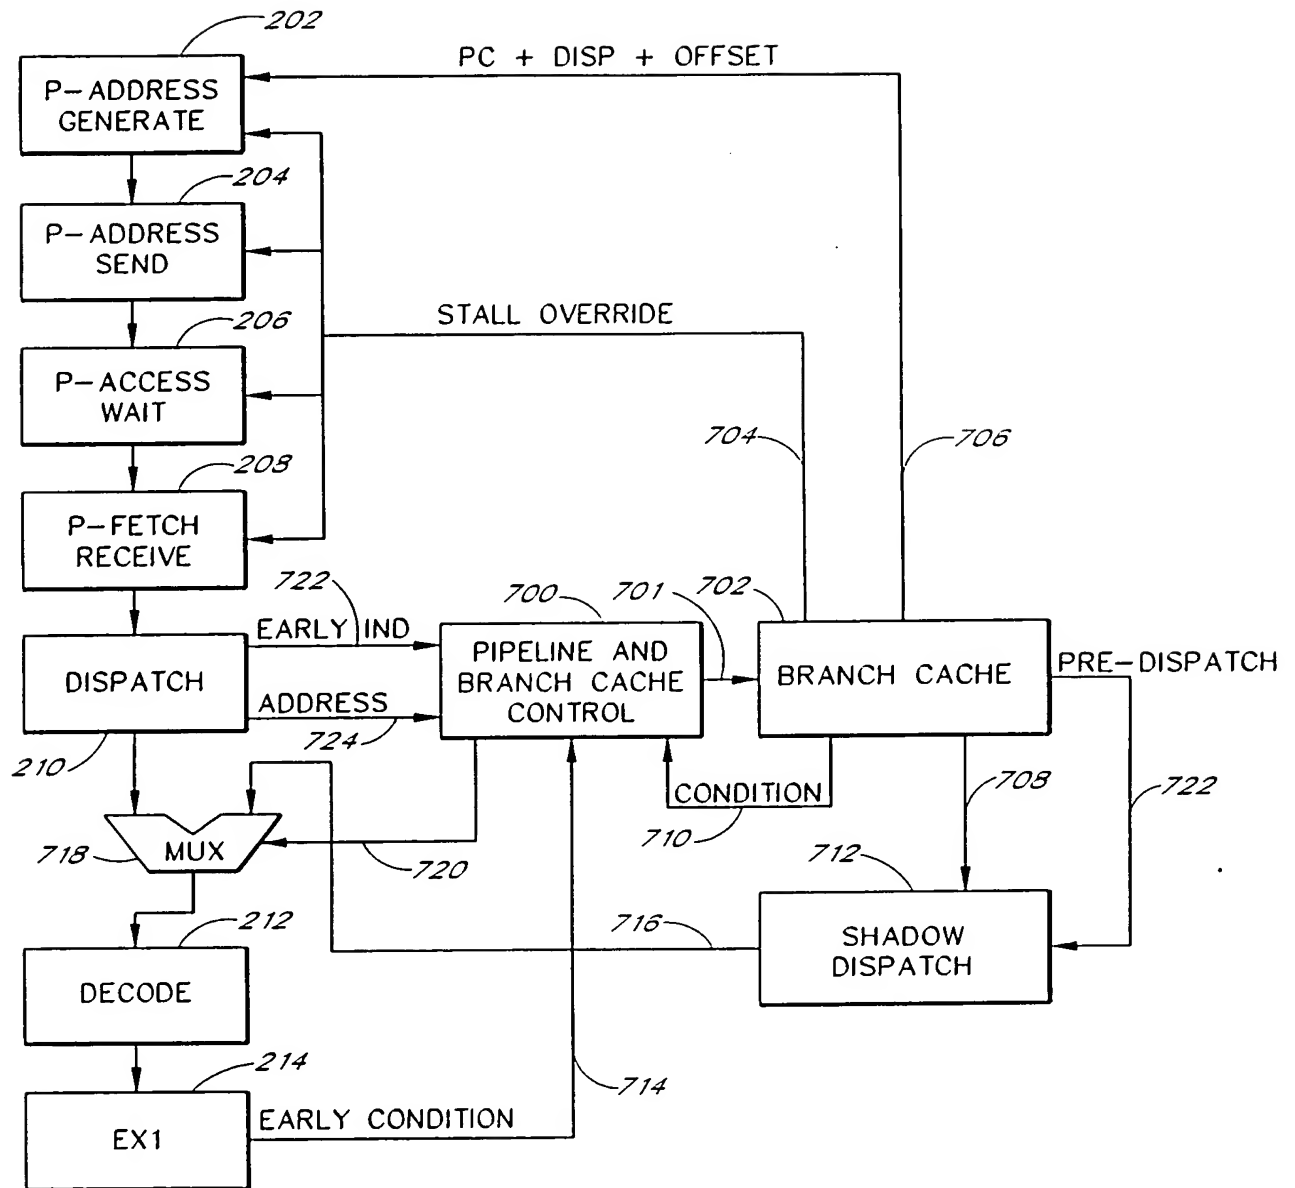 202
PC + DISP + OFFSET
P-ADDRESS
GENERATE
204
P-ADDRESS
SEND
STALL OVERRIDE
206
P-ACCESS
WAIT
704
706
208
P-FETCH
RECEIVE
722
700
701
702
EARLY IND
PIPELINE AND
BRANCH CACHE
CONTROL
BRANCH CACHE
PRE-DISPATCH
DISPATCH
ADDRESS
724
210
CONDITION
708
722
718
MUX
720
710
712
212
716
SHADOW
DISPATCH
DECODE
214
714
EARLY CONDITION
EX1